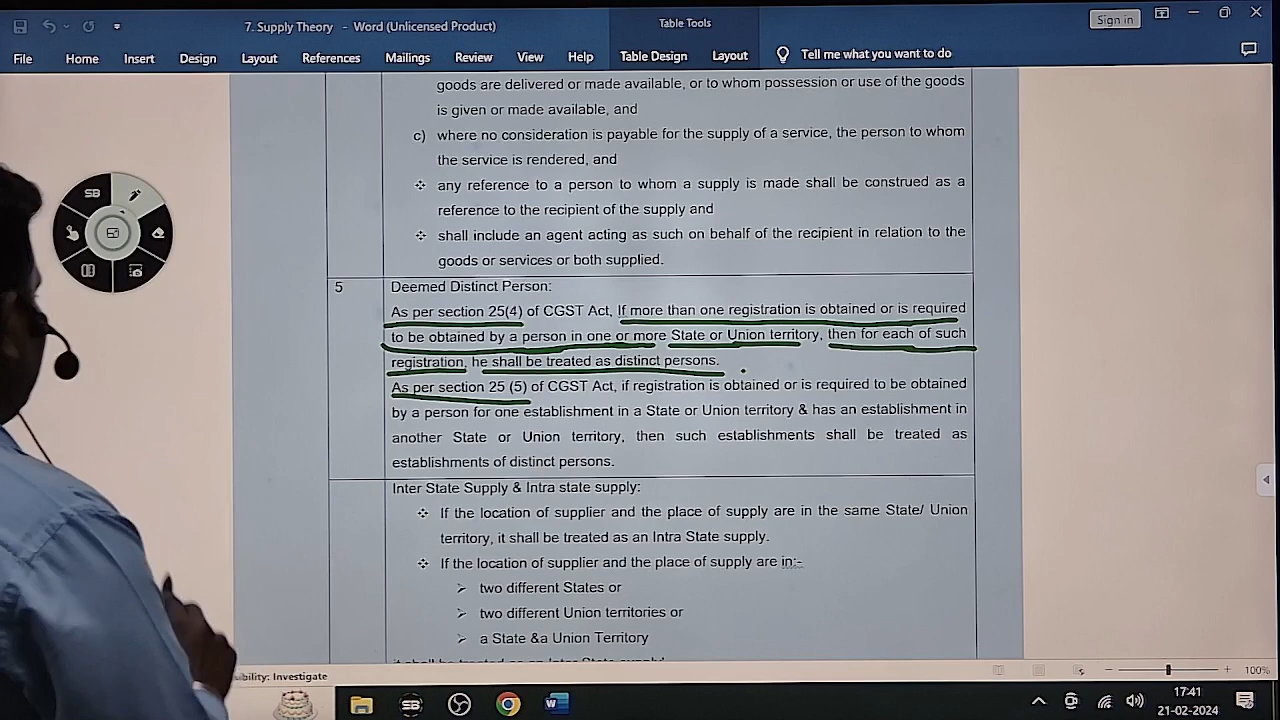 7. Supply Theory - Word (Unlicensed Product)
Table Tools
Sign in
File Home Insert Design Layout References Mailings Review View Help Table Design Layout Tell me what you want to do
goods are delivered or made available, or to whom possession or use of the goods
is given or made available, and
c) where no consideration is payable for the supply of a service, the person to whom
the service is rendered, and
any reference to a person to whom a supply is made shall be construed as a
reference to the recipient of the supply and
shall include an agent acting as such on behalf of the recipient in relation to the
goods or services or both supplied.
5 Deemed Distinct Person:
As per section 25(4) of CGST Act, If more than one registration is obtained or is required
to be obtained by a person in one or more State or Union territory, then for each of such
registration, he shall be treated as distinct persons.
As per section 25 (5) of CGST Act, if registration is obtained or is required to be obtained
by a person for one establishment in a State or Union territory & has an establishment in
another State or Union territory, then such establishments shall be treated as
establishments of distinct persons.
Inter State Supply & Intra state supply:
If the location of supplier and the place of supply are in the same State/ Union
territory, it shall be treated as an Intra State supply.
If the location of supplier and the place of supply are in:-
two different States or
two different Union territories or
a State &a Union Territory
it shall be treated as an Inter State supply'
ibility: Investigate
100%
SB
SB
W
17:41
21-02-2024